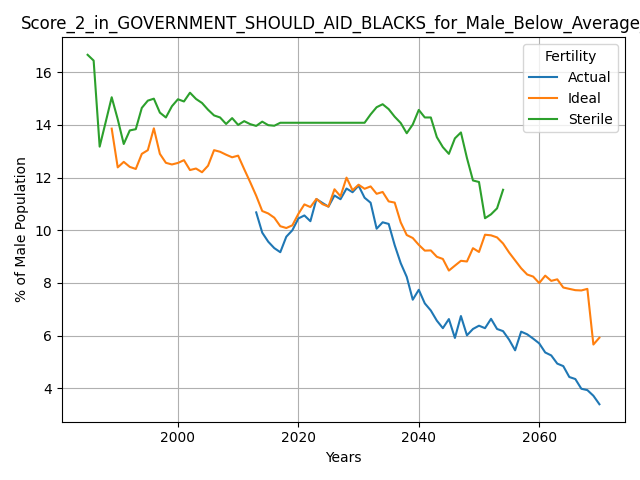 Score_2_in_GOVERNMENT_SHOULD_AID_BLACKS_for_Male_Below_Average
% of Male Population
16
14
12
10
8
6
4
Fertility
Actual
Ideal
Sterile
2000
2020
2040
2060
Years